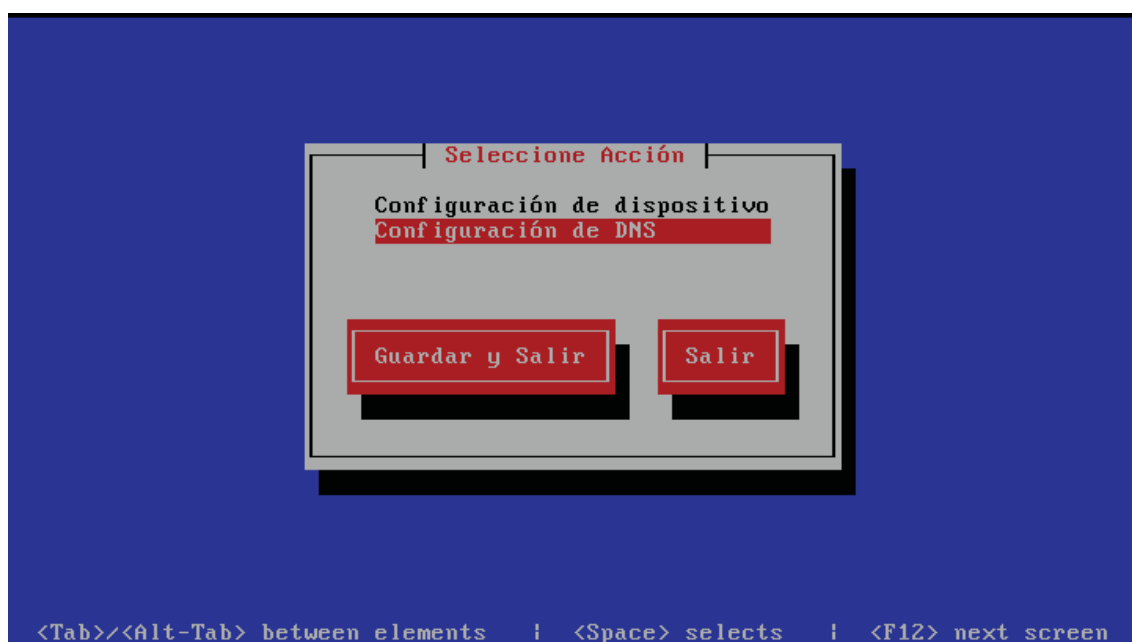 Seleccione Acción
Configuración de dispositivo
Configuración de DNS
Guardar y Salir
Salir
<Tab>/<Alt-Tab> between elements | <Space> selects | <F12> next screen